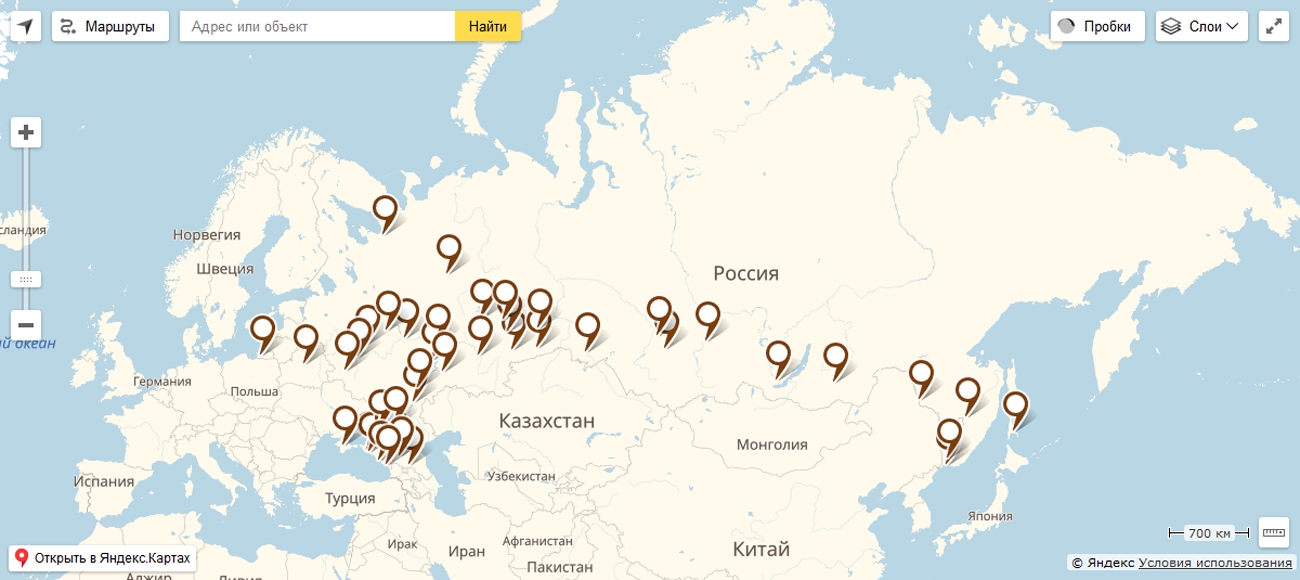 Маршруты
Адрес или объект
Найти
Пробки
Слои
сландия
Норвегия
Швеция
Россия
й океан
Германия
Польша
Казахстан
Монголия
Испания
Узбекистан
Турция
Япония
700 км
Ирак
Иран
Афганистан
Китай
Открыть в Яндекс.Картах
Пакистан
© Яндекс Условия использования
Алжир
Ливия